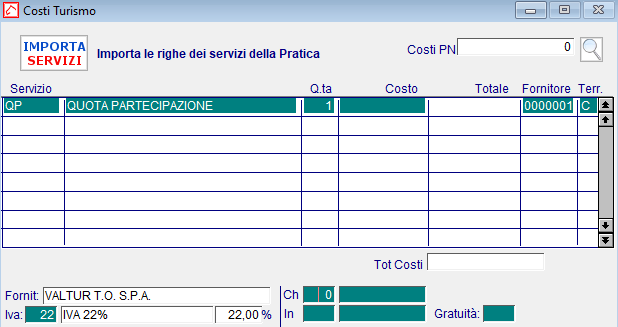 Costi Turismo
IMPORTA SERVIZI
Importa le righe dei servizi della Pratica
Costi PN 0
Servizio Q.ta Costo Totale Fornitore Terr.
QP QUOTA PARTECIPAZIONE 1 0000001 C
Tot Costi
Fornit: VALTUR T.O. S.P.A. Ch 0
Iva: 22 IVA 22% 22,00 % In Gratuità: